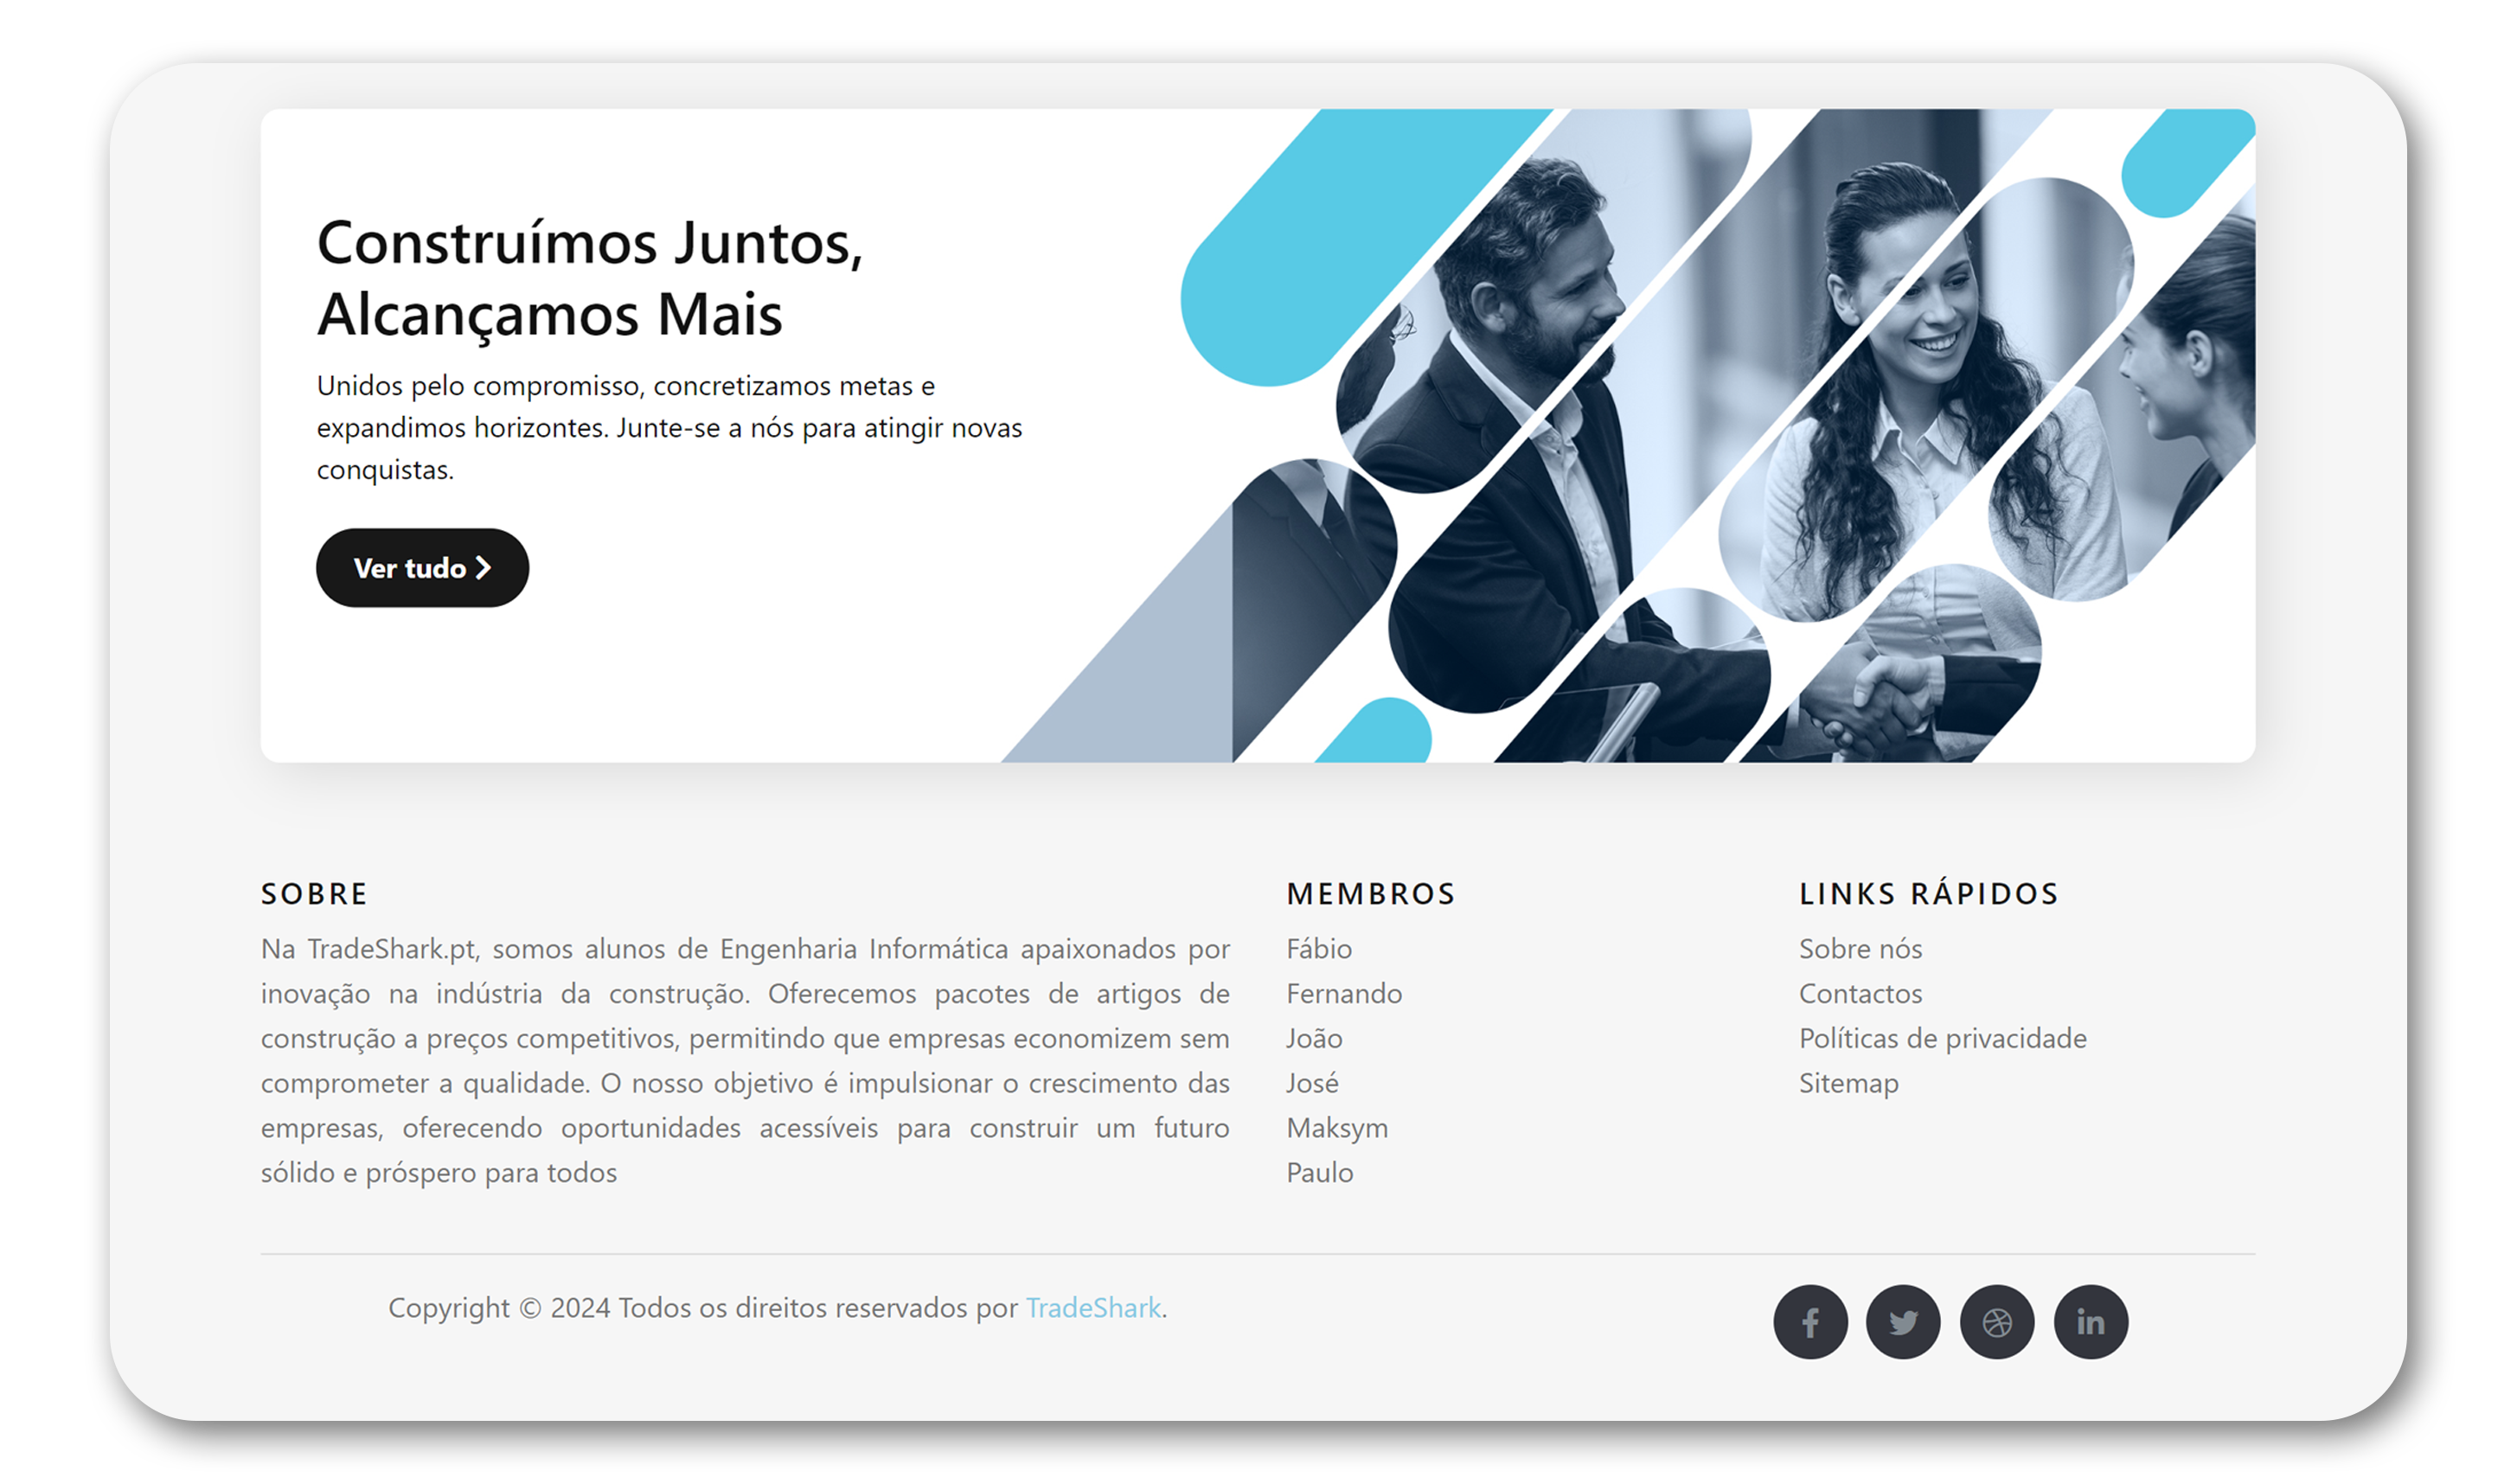 Construímos Juntos,
Alcançamos Mais
Unidos pelo compromisso, concretizamos metas e
expandimos horizontes. Junte-se a nós para atingir novas
conquistas.
Ver tudo
SOBRE
Na TradeShark.pt, somos alunos de Engenharia Informática apaixonados por
inovação na indústria da construção. Oferecemos pacotes de artigos de
construção a preços competitivos, permitindo que empresas economizem sem
comprometer a qualidade. O nosso objetivo é impulsionar o crescimento das
empresas, oferecendo oportunidades acessíveis para construir um futuro
sólido e próspero para todos
MEMBROS
Fábio
Fernando
João
José
Maksym
Paulo
LINKS RÁPIDOS
Sobre nós
Contactos
Políticas de privacidade
Sitemap
Copyright © 2024 Todos os direitos reservados por TradeShark.